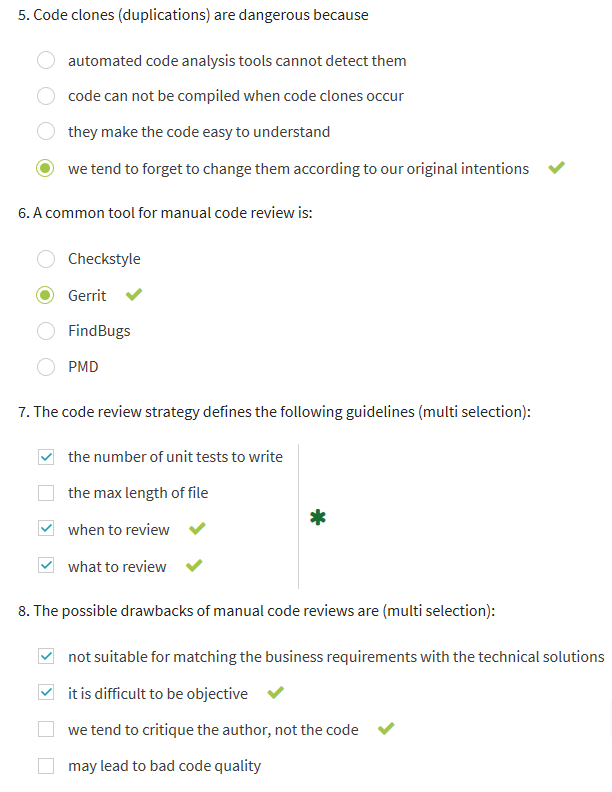 5. Code clones (duplications) are dangerous because
automated code analysis tools cannot detect them
code can not be compiled when code clones occur
they make the code easy to understand
we tend to forget to change them according to our original intentions
6. A common tool for manual code review is:
Checkstyle
Gerrit
FindBugs
PMD
7. The code review strategy defines the following guidelines (multi selection):
the number of unit tests to write
the max length of file
when to review
what to review
8. The possible drawbacks of manual code reviews are (multi selection):
not suitable for matching the business requirements with the technical solutions
it is difficult to be objective
we tend to critique the author, not the code
may lead to bad code quality